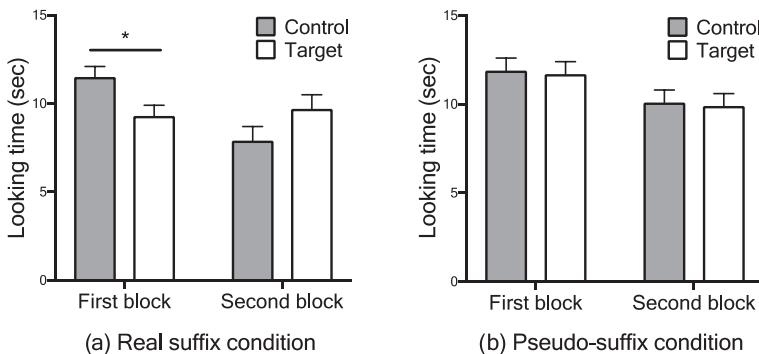 15
10
5
0
Looking time (sec)
*
Control
Target
First block
Second block
(a) Real suffix condition
15
10
5
0
Looking time (sec)
Control
Target
First block
Second block
(b) Pseudo-suffix condition